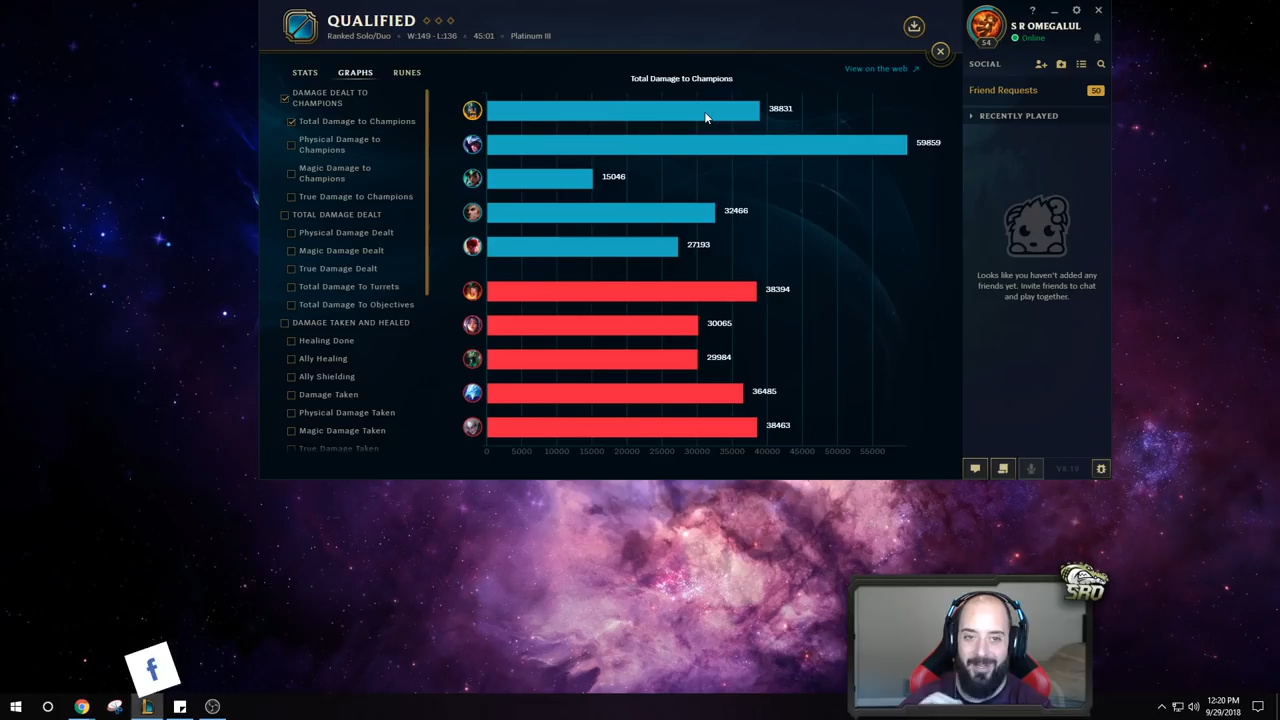 QUALIFIED
Ranked Solo/Duo W:149 - L:136 45:01 Platinum III
S R OMEGALUL
54
Online
STATS
GRAPHS
RUNES
View on the web
SOCIAL
Friend Requests
50
RECENTLY PLAYED
Looks like you haven't added any
friends yet. Invite friends to chat
and play together.
DAMAGE DEALT TO
CHAMPIONS
Total Damage to Champions
Physical Damage to
Champions
Magic Damage to
Champions
True Damage to Champions
TOTAL DAMAGE DEALT
Physical Damage Dealt
Magic Damage Dealt
True Damage Dealt
Total Damage To Turrets
Total Damage To Objectives
DAMAGE TAKEN AND HEALED
Healing Done
Ally Healing
Ally Shielding
Damage Taken
Physical Damage Taken
Magic Damage Taken
True Damage Taken
Total Damage to Champions
38831
59859
15046
32466
27193
38394
30065
29984
36485
38463
0 5000 10000 15000 20000 25000 30000 35000 40000 45000 50000 55000
V8.19
SRO
f
12:20 PM
9/29/2018